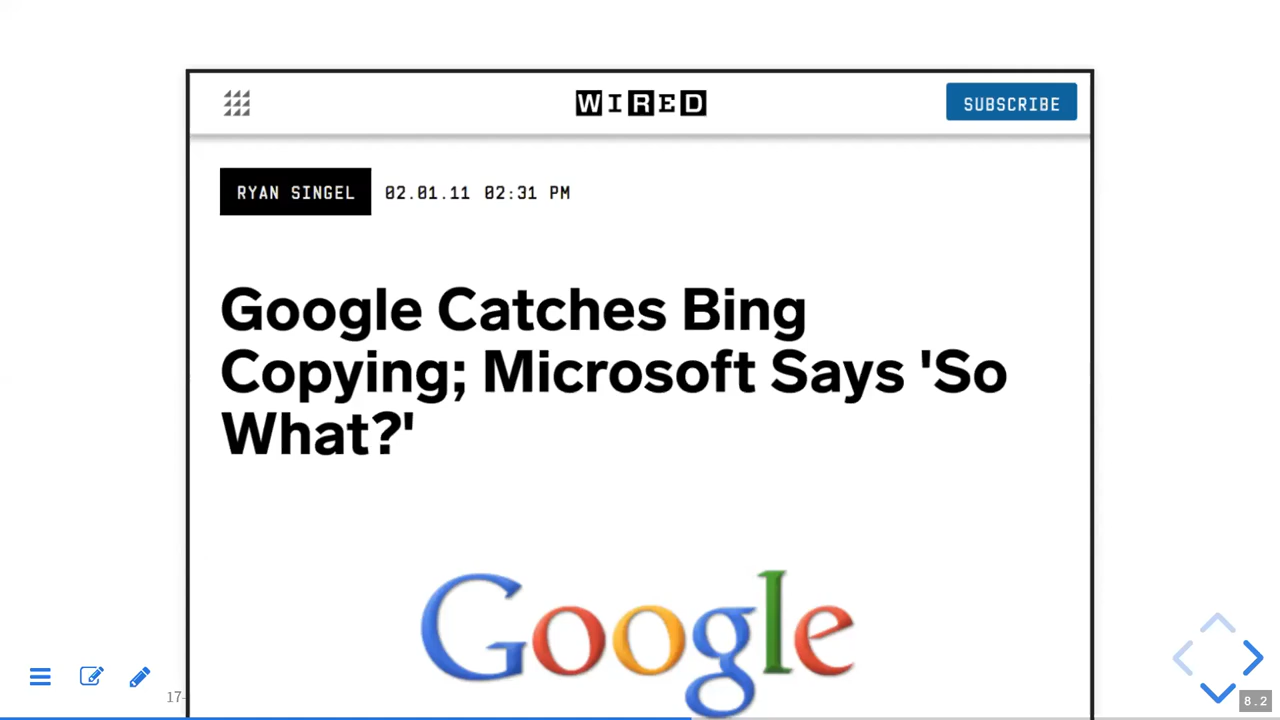 WIRED
SUBSCRIBE
RYAN SINGEL 02.01.11 02:31 PM
Google Catches Bing
Copying; Microsoft Says 'So
What?'
Google
17-
8.2